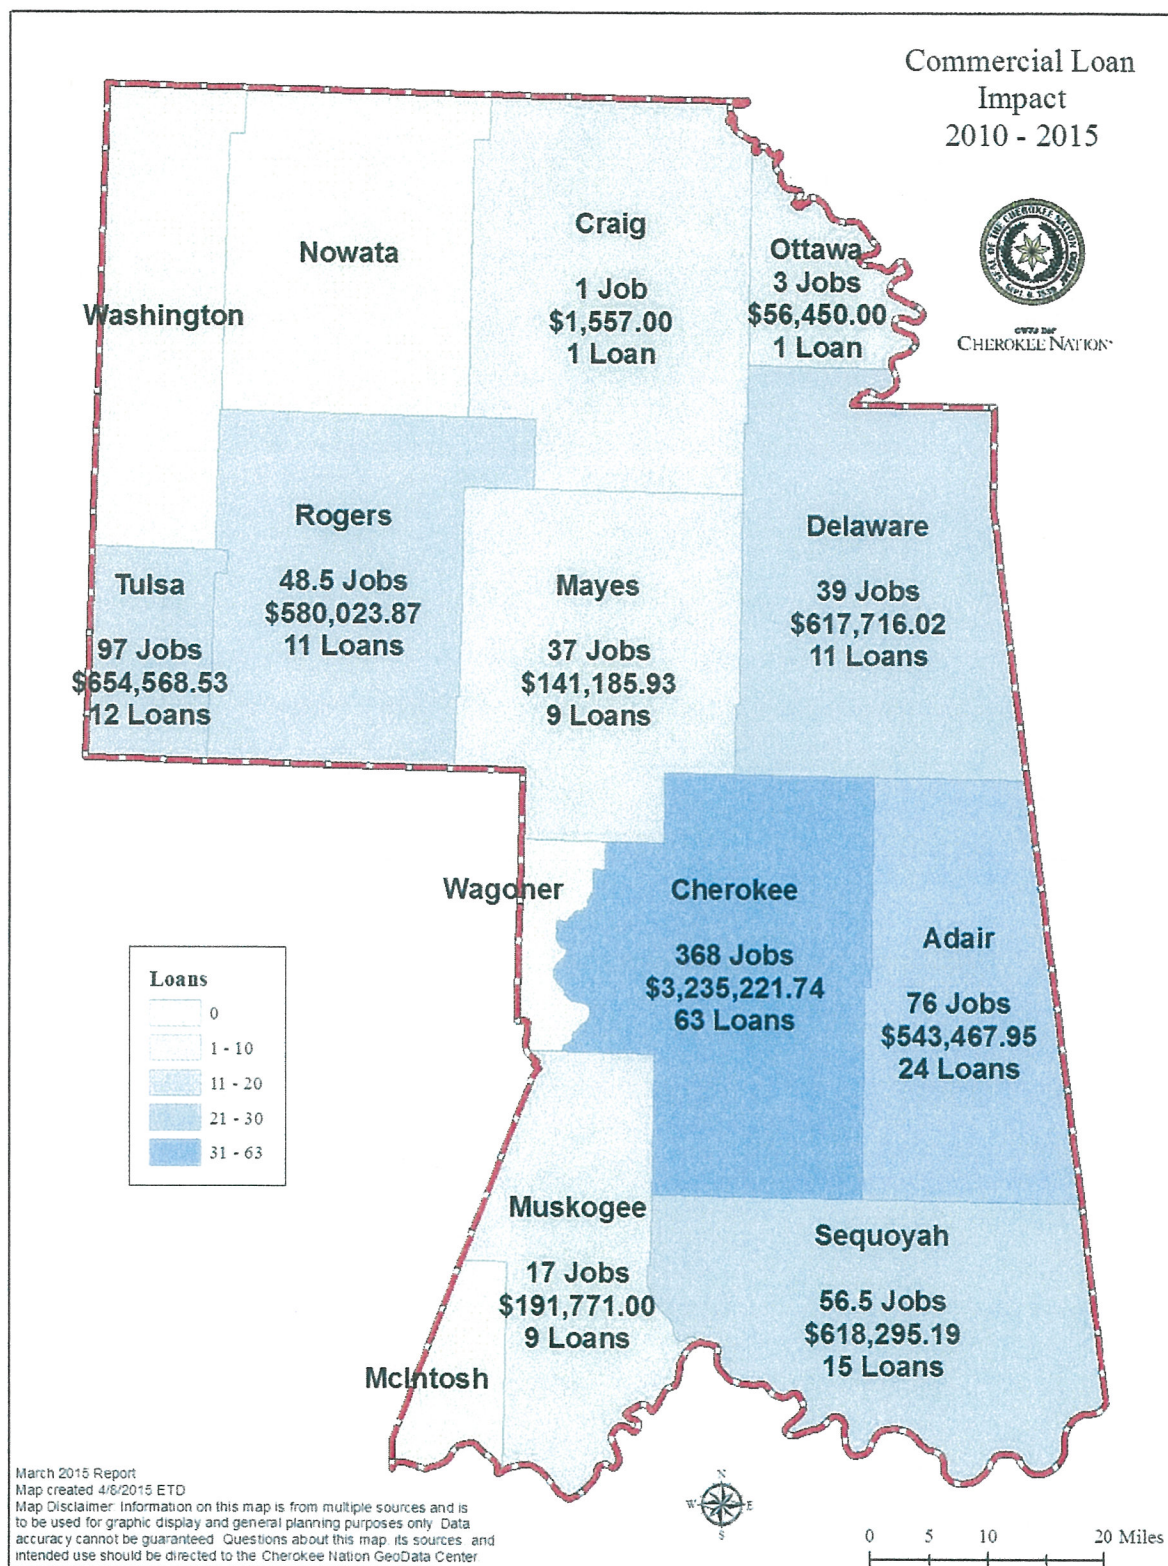 Commercial Loan
Impact
2010 - 2015
SEAL OF THE CHEROKEE NATION
SEPT. 6, 1839
CHEROKEE NATION
Nowata
Washington
Craig
1 Job
$1,557.00
1 Loan
Ottawa
3 Jobs
$56,450.00
1 Loan
Rogers
48.5 Jobs
$580,023.87
11 Loans
Delaware
39 Jobs
$617,716.02
11 Loans
Tulsa
97 Jobs
$654,568.53
12 Loans
Mayes
37 Jobs
$141,185.93
9 Loans
Wagoner
Cherokee
368 Jobs
$3,235,221.74
63 Loans
Adair
76 Jobs
$543,467.95
24 Loans
Loans
0
1 - 10
11 - 20
21 - 30
31 - 63
Muskogee
17 Jobs
$191,771.00
9 Loans
Sequoyah
56.5 Jobs
$618,295.19
15 Loans
McIntosh
March 2015 Report
Map created 4/8/2015 ETD
Map Disclaimer: Information on this map is from multiple sources and is
to be used for graphic display and general planning purposes only. Data
accuracy cannot be guaranteed. Questions about this map, its sources, and
intended use should be directed to the Cherokee Nation GeoData Center
N
W E
S
0 5 10 20 Miles